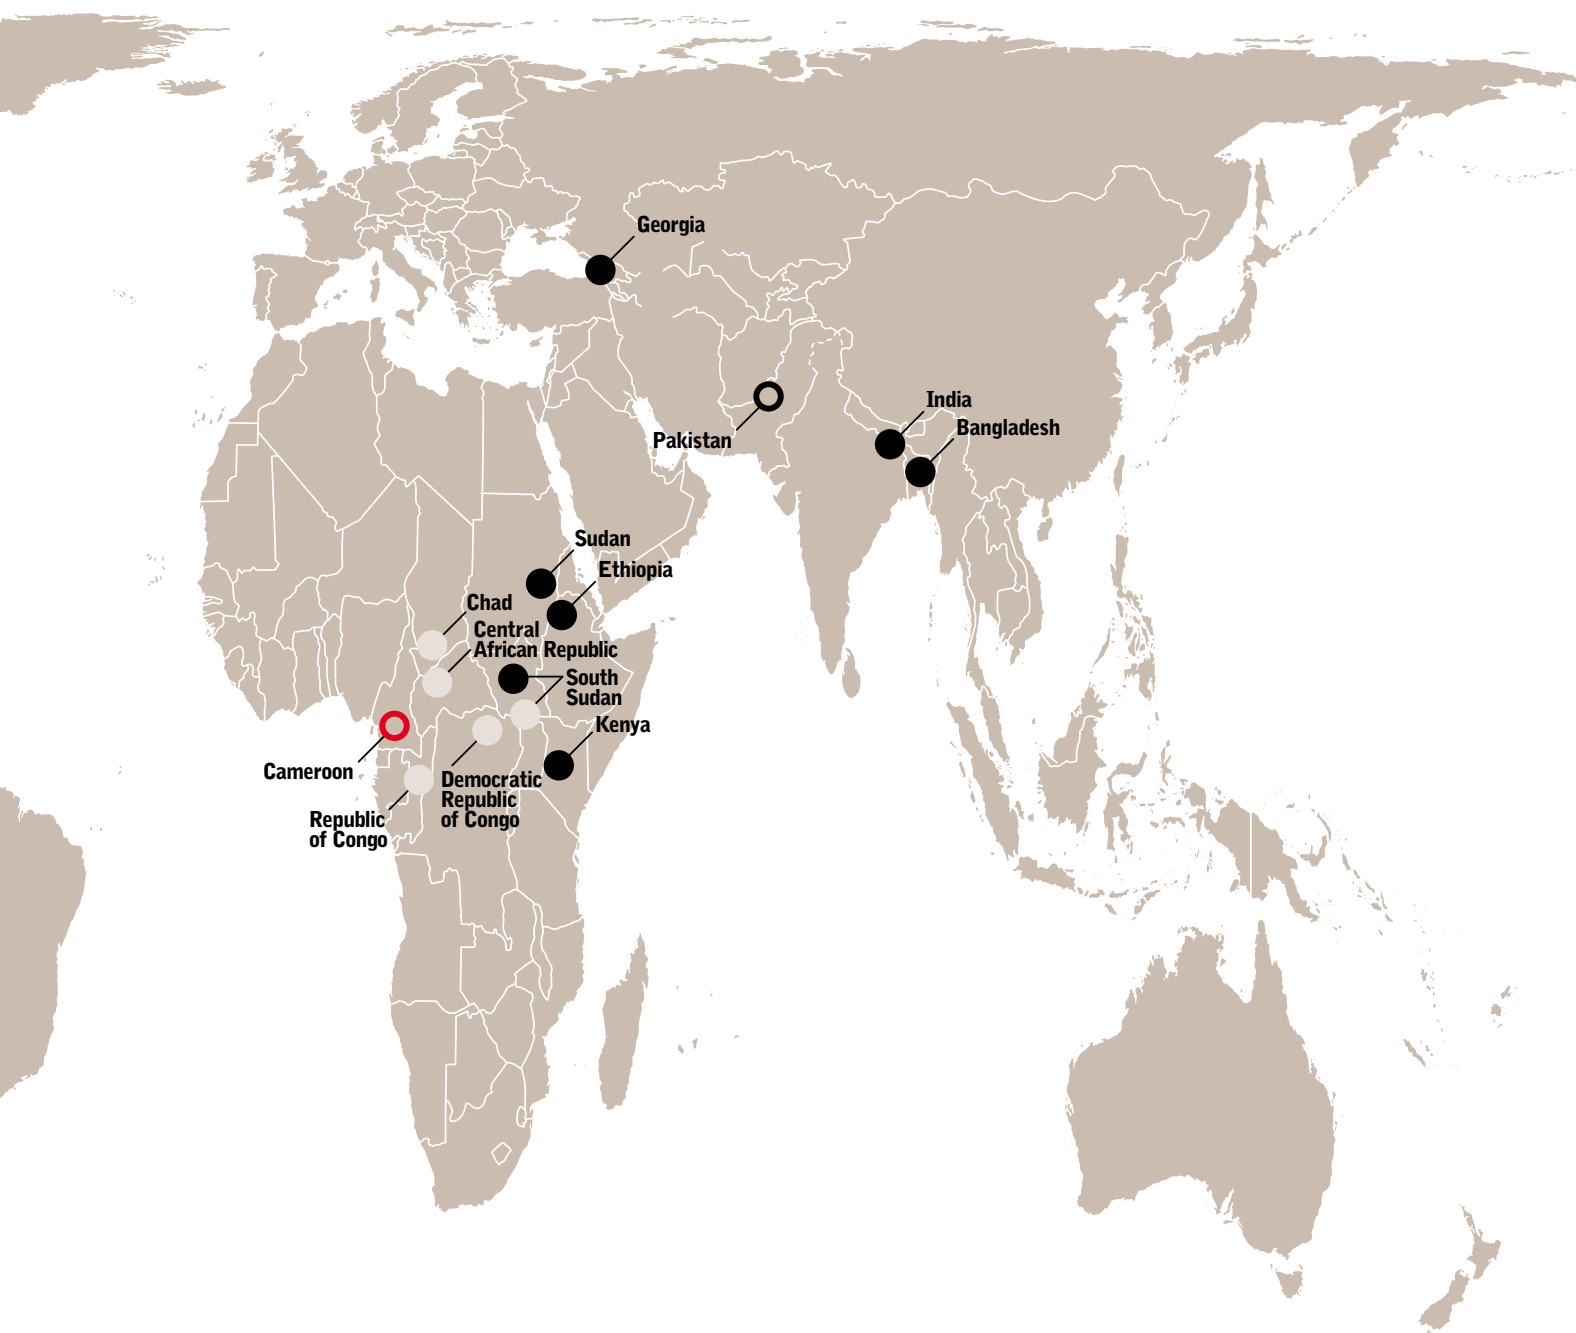 Georgia
India
Bangladesh
Pakistan
Sudan
Ethiopia
Chad
Central
African Republic
South
Sudan
Kenya
Cameroon
Democratic
Republic
of Congo
Republic
of Congo